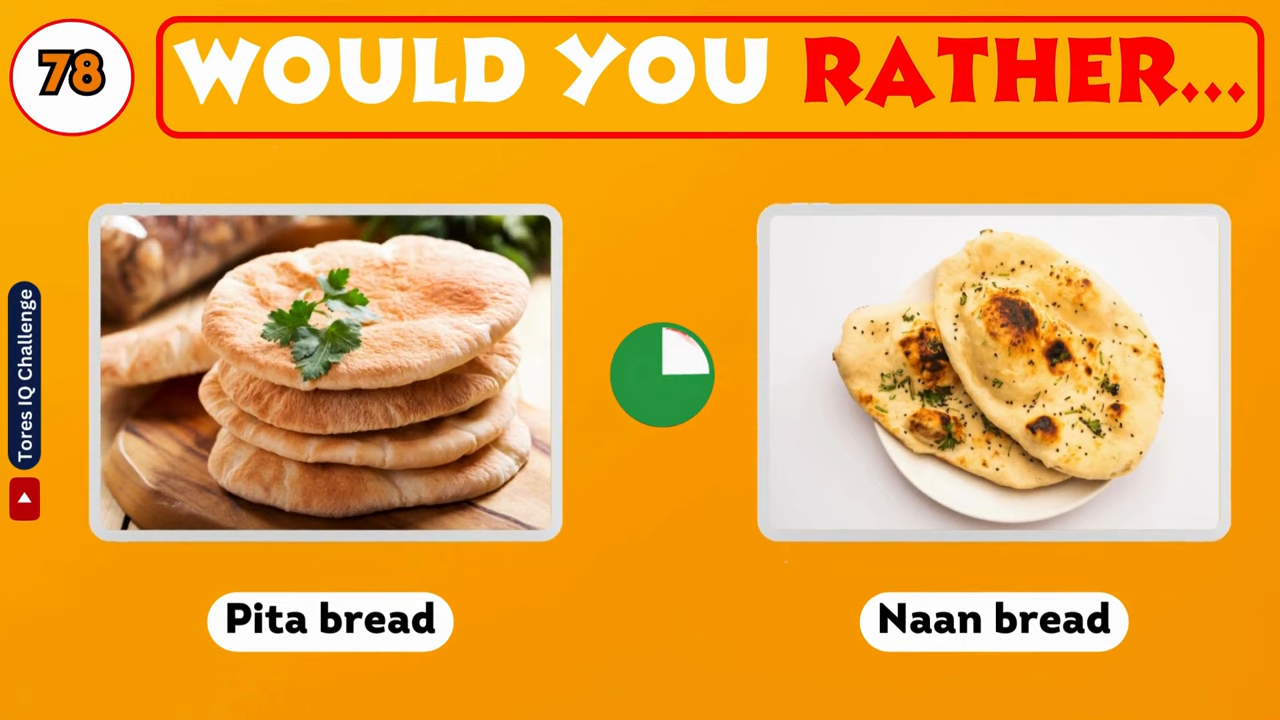 78
WOULD YOU RATHER...
Tores IQ Challenge
Pita bread
Naan bread